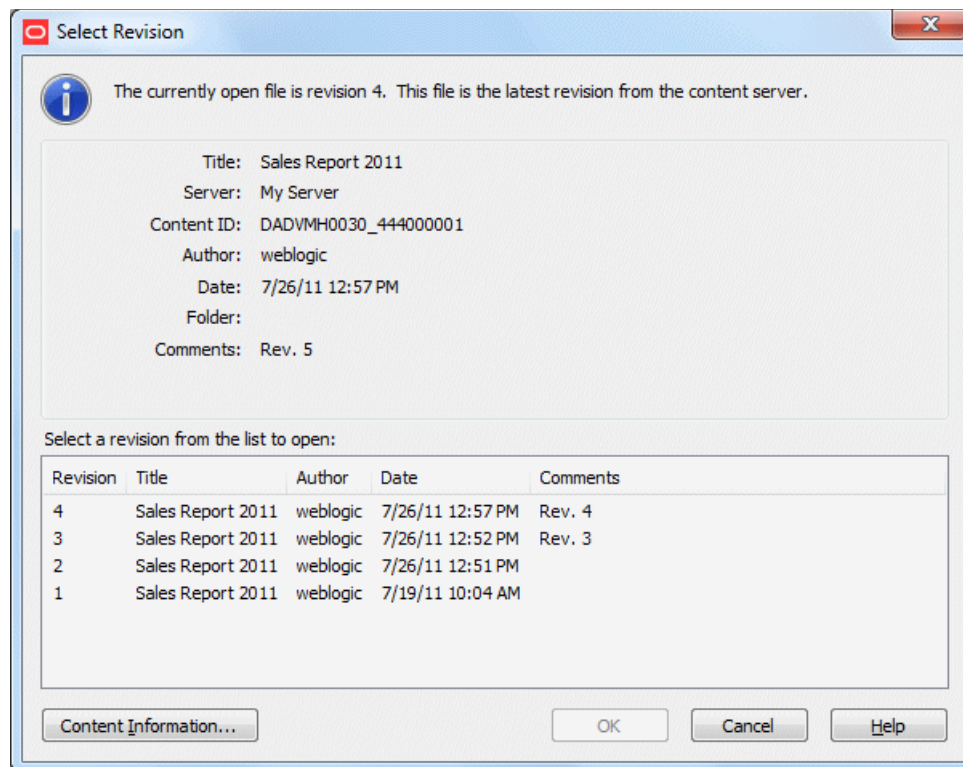 Select Revision
The currently open file is revision 4. This file is the latest revision from the content server.
Title: Sales Report 2011
Server: My Server
Content ID: DADVMH0030_444000001
Author: weblogic
Date: 7/26/11 12:57 PM
Folder:
Comments: Rev. 5
Select a revision from the list to open:
Revision Title Author Date Comments
4 Sales Report 2011 weblogic 7/26/11 12:57 PM Rev. 4
3 Sales Report 2011 weblogic 7/26/11 12:52 PM Rev. 3
2 Sales Report 2011 weblogic 7/26/11 12:51 PM
1 Sales Report 2011 weblogic 7/19/11 10:04 AM
Content Information... OK Cancel Help